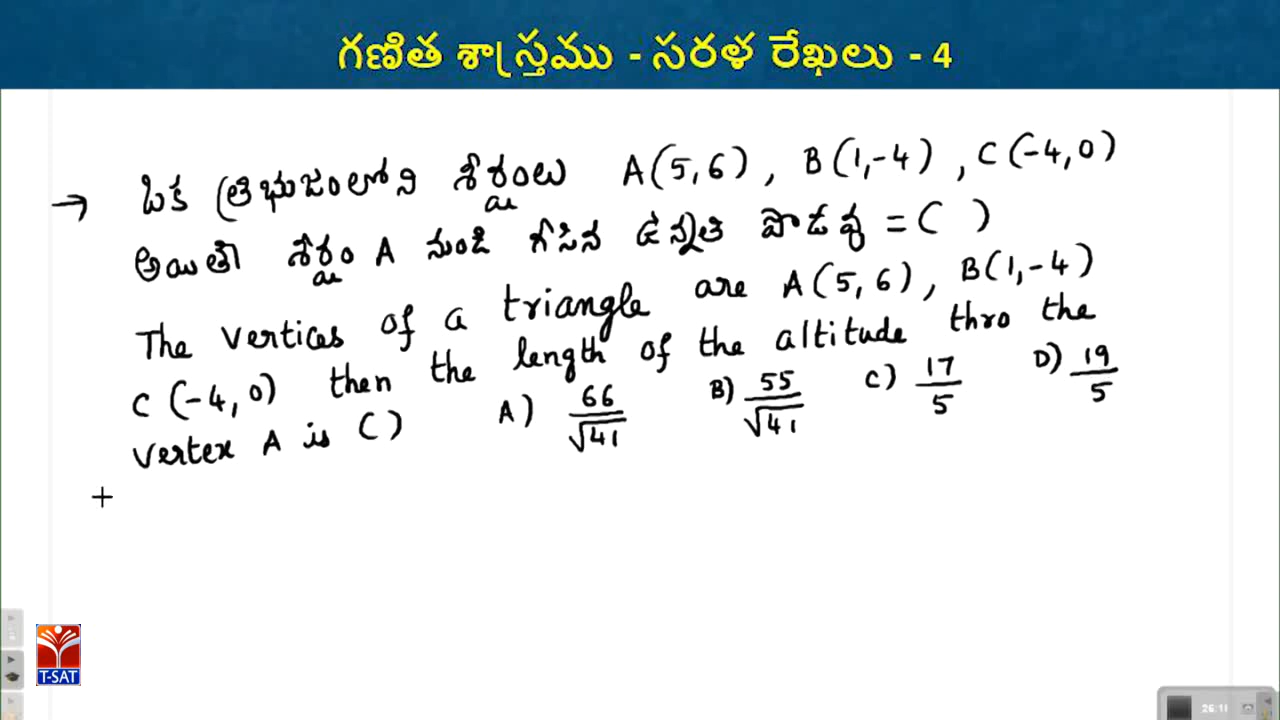 గణిత శాస్త్రము - సరళ రేఖలు - 4
→ ఒక త్రిభుజంలోని శీర్షాలు A(5,6), B(1,-4), C(-4,0)
అయితే శీర్షం A నుండి గీసిన ఉన్నతి పొడవు = ( )
The vertices of a triangle are A(5,6), B(1,-4)
C(-4,0) then the length of the altitude thro the
vertex A is ( ) A) 66/√41 B) 55/√41 C) 17/5 D) 19/5
T-SAT